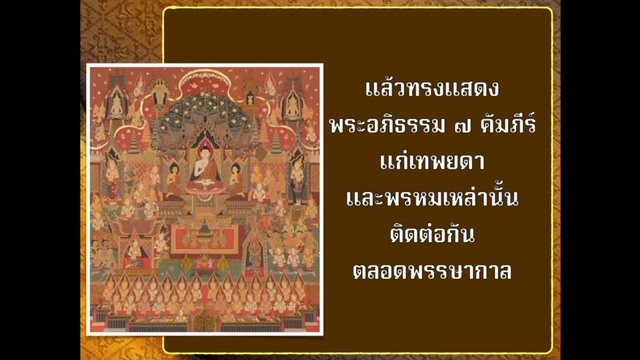 แล้วทรงแสดง
พระอภิธรรม ๗ คัมภีร์
แก่เทพยดา
และพรหมเหล่านั้น
ติดต่อกัน
ตลอดพรรษากาล